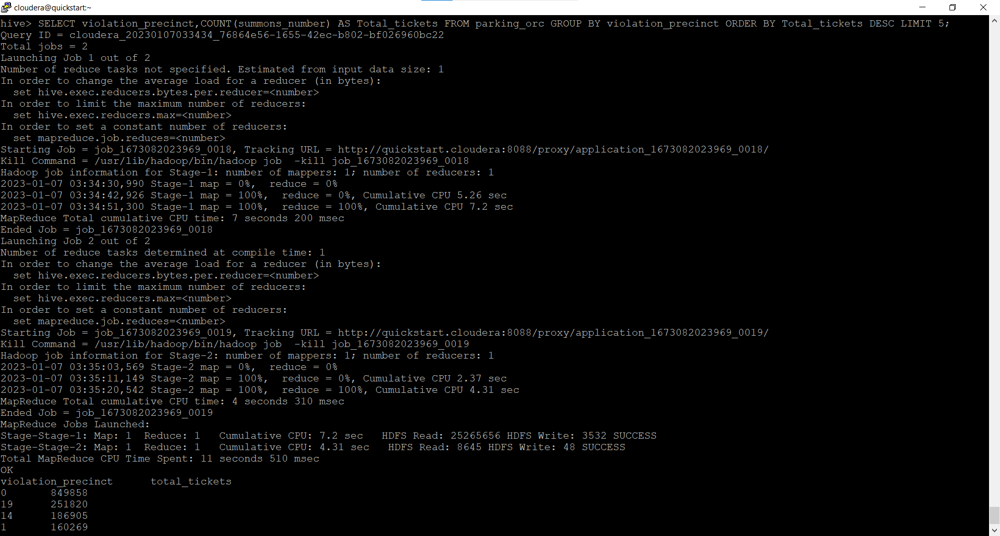 cloudera@quickstart:~
hive> SELECT violation_precinct,COUNT(summons_number) AS Total_tickets FROM parking_orc GROUP BY violation_precinct ORDER BY Total_tickets DESC LIMIT 5;
Query ID = cloudera_20230107033434_76864e56-1655-42ec-b802-bf026960bc22
Total jobs = 2
Launching Job 1 out of 2
Number of reduce tasks not specified. Estimated from input data size: 1
In order to change the average load for a reducer (in bytes):
  set hive.exec.reducers.bytes.per.reducer=<number>
In order to limit the maximum number of reducers:
  set hive.exec.reducers.max=<number>
In order to set a constant number of reducers:
  set mapreduce.job.reduces=<number>
Starting Job = job_1673082023969_0018, Tracking URL = http://quickstart.cloudera:8088/proxy/application_1673082023969_0018/
Kill Command = /usr/lib/hadoop/bin/hadoop job  -kill job_1673082023969_0018
Hadoop job information for Stage-1: number of mappers: 1; number of reducers: 1
2023-01-07 03:34:30,990 Stage-1 map = 0%,  reduce = 0%
2023-01-07 03:34:42,926 Stage-1 map = 100%,  reduce = 0%, Cumulative CPU 5.26 sec
2023-01-07 03:34:51,300 Stage-1 map = 100%,  reduce = 100%, Cumulative CPU 7.2 sec
MapReduce Total cumulative CPU time: 7 seconds 200 msec
Ended Job = job_1673082023969_0018
Launching Job 2 out of 2
Number of reduce tasks determined at compile time: 1
In order to change the average load for a reducer (in bytes):
  set hive.exec.reducers.bytes.per.reducer=<number>
In order to limit the maximum number of reducers:
  set hive.exec.reducers.max=<number>
In order to set a constant number of reducers:
  set mapreduce.job.reduces=<number>
Starting Job = job_1673082023969_0019, Tracking URL = http://quickstart.cloudera:8088/proxy/application_1673082023969_0019/
Kill Command = /usr/lib/hadoop/bin/hadoop job  -kill job_1673082023969_0019
Hadoop job information for Stage-2: number of mappers: 1; number of reducers: 1
2023-01-07 03:35:03,569 Stage-2 map = 0%,  reduce = 0%
2023-01-07 03:35:11,149 Stage-2 map = 100%,  reduce = 0%, Cumulative CPU 2.37 sec
2023-01-07 03:35:20,542 Stage-2 map = 100%,  reduce = 100%, Cumulative CPU 4.31 sec
MapReduce Total cumulative CPU time: 4 seconds 310 msec
Ended Job = job_1673082023969_0019
MapReduce Jobs Launched:
Stage-Stage-1: Map: 1  Reduce: 1   Cumulative CPU: 7.2 sec   HDFS Read: 25265656 HDFS Write: 3532 SUCCESS
Stage-Stage-2: Map: 1  Reduce: 1   Cumulative CPU: 4.31 sec   HDFS Read: 8645 HDFS Write: 48 SUCCESS
Total MapReduce CPU Time Spent: 11 seconds 510 msec
OK
violation_precinct      total_tickets
0       849858
19      251820
14      186905
1       160269